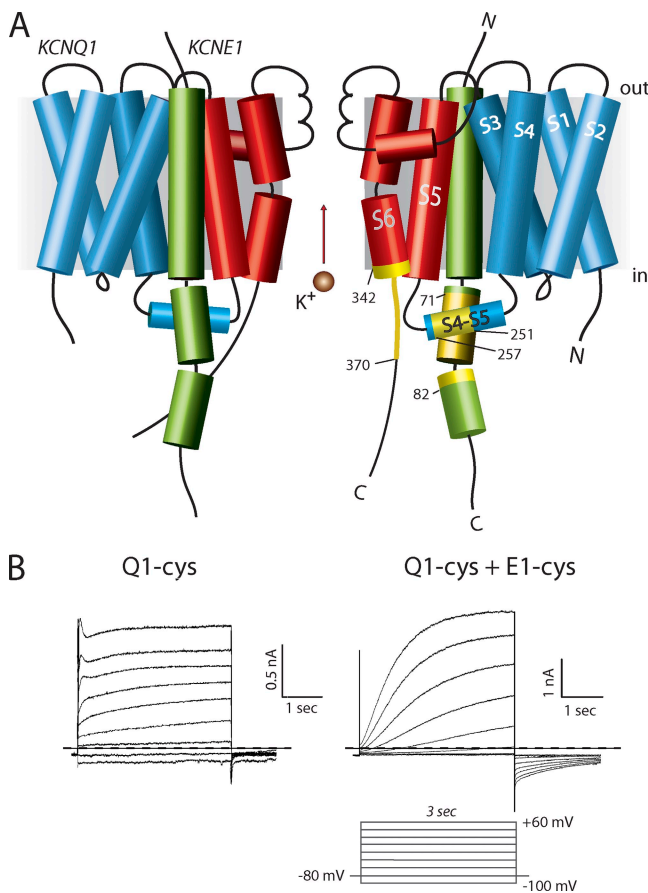 A
KCNQ1
KCNE1
N
out
S3
S4
S1
S2
S6
S5
in
K+
342
71
S4-S5
251
257
N
370
82
C
C
B
Q1-cys
Q1-cys + E1-cys
0.5 nA
1 sec
1 nA
1 sec
3 sec
+60 mV
-80 mV
-100 mV